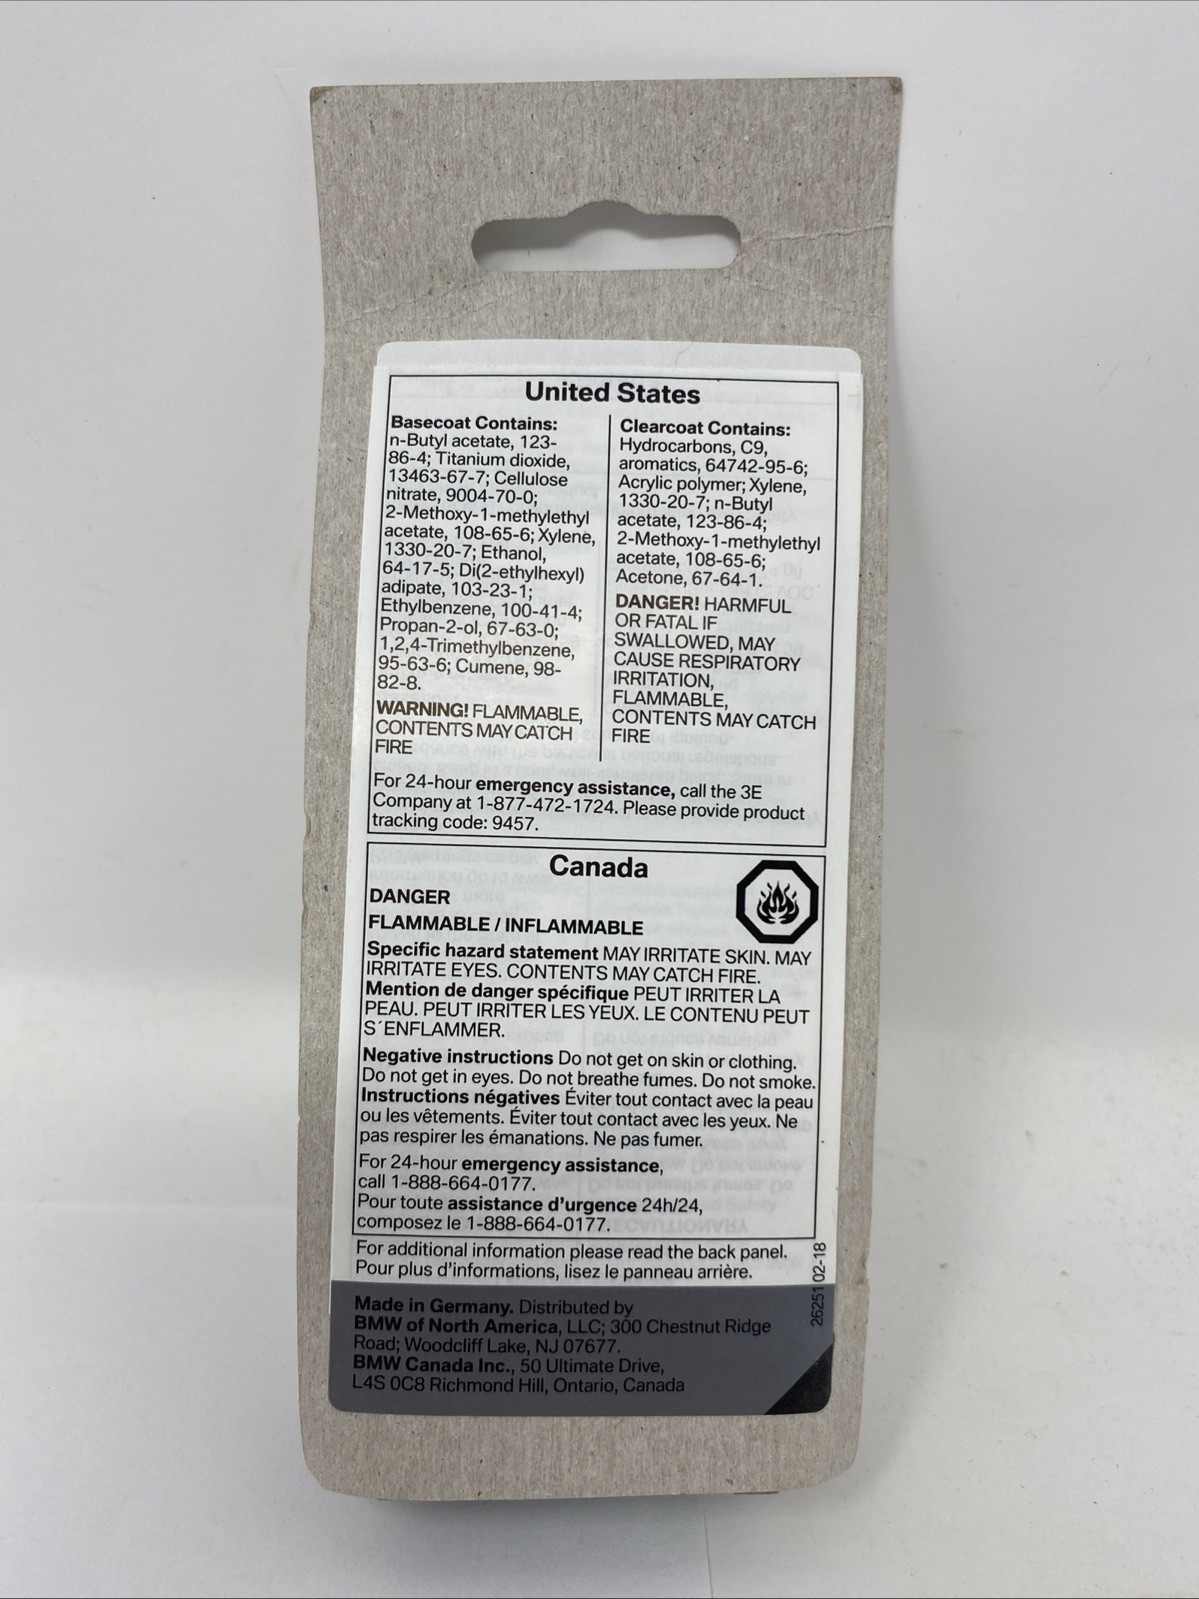 United States
Basecoat Contains:
n-Butyl acetate, 123-
86-4; Titanium dioxide,
13463-67-7; Cellulose
nitrate, 9004-70-0;
2-Methoxy-1-methylethyl
acetate, 108-65-6; Xylene,
1330-20-7; Ethanol,
64-17-5; Di(2-ethylhexyl)
adipate, 103-23-1;
Ethylbenzene, 100-41-4;
Propan-2-ol, 67-63-0;
1,2,4-Trimethylbenzene,
95-63-6; Cumene, 98-
82-8.
WARNING! FLAMMABLE,
CONTENTS MAY CATCH
FIRE
Clearcoat Contains:
Hydrocarbons, C9,
aromatics, 64742-95-6;
Acrylic polymer; Xylene,
1330-20-7; n-Butyl
acetate, 123-86-4;
2-Methoxy-1-methylethyl
acetate, 108-65-6;
Acetone, 67-64-1.
DANGER! HARMFUL
OR FATAL IF
SWALLOWED, MAY
CAUSE RESPIRATORY
IRRITATION,
FLAMMABLE,
CONTENTS MAY CATCH
FIRE
For 24-hour emergency assistance, call the 3E
Company at 1-877-472-1724. Please provide product
tracking code: 9457.
Canada
DANGER
FLAMMABLE / INFLAMMABLE
Specific hazard statement MAY IRRITATE SKIN. MAY
IRRITATE EYES. CONTENTS MAY CATCH FIRE.
Mention de danger spécifique PEUT IRRITER LA
PEAU. PEUT IRRITER LES YEUX. LE CONTENU PEUT
S´ENFLAMMER.
Negative instructions Do not get on skin or clothing.
Do not get in eyes. Do not breathe fumes. Do not smoke.
Instructions négatives Éviter tout contact avec la peau
ou les vêtements. Éviter tout contact avec les yeux. Ne
pas respirer les émanations. Ne pas fumer.
For 24-hour emergency assistance,
call 1-888-664-0177.
Pour toute assistance d'urgence 24h/24,
composez le 1-888-664-0177.
For additional information please read the back panel.
Pour plus d'informations, lisez le panneau arrière.
26251 02-18
Made in Germany. Distributed by
BMW of North America, LLC; 300 Chestnut Ridge
Road; Woodcliff Lake, NJ 07677.
BMW Canada Inc., 50 Ultimate Drive,
L4S 0C8 Richmond Hill, Ontario, Canada